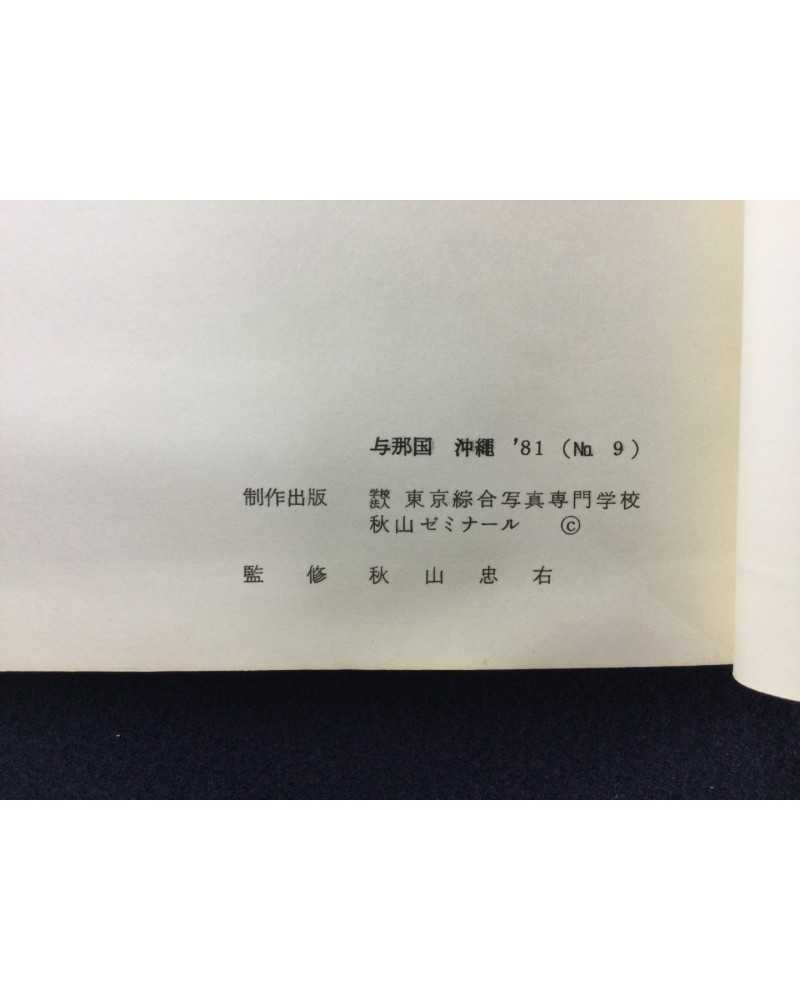 与那国　沖縄　'81（№ 9）
制作出版　学校法人 東京綜合写真専門学校
秋山ゼミナール　©
監　修　秋　山　忠　右